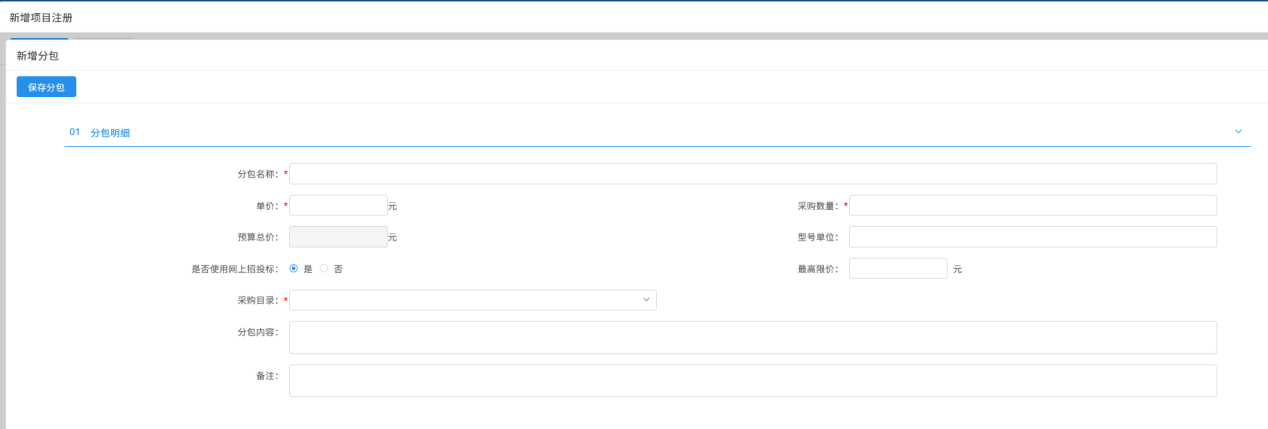 新增项目注册
新增分包
保存分包
01 分包明细
分包名称：*
单价：* 元 采购数量：*
预算总价： 元 型号单位：
是否使用网上招投标： 是 否 最高限价： 元
采购目录：*
分包内容：
备注：